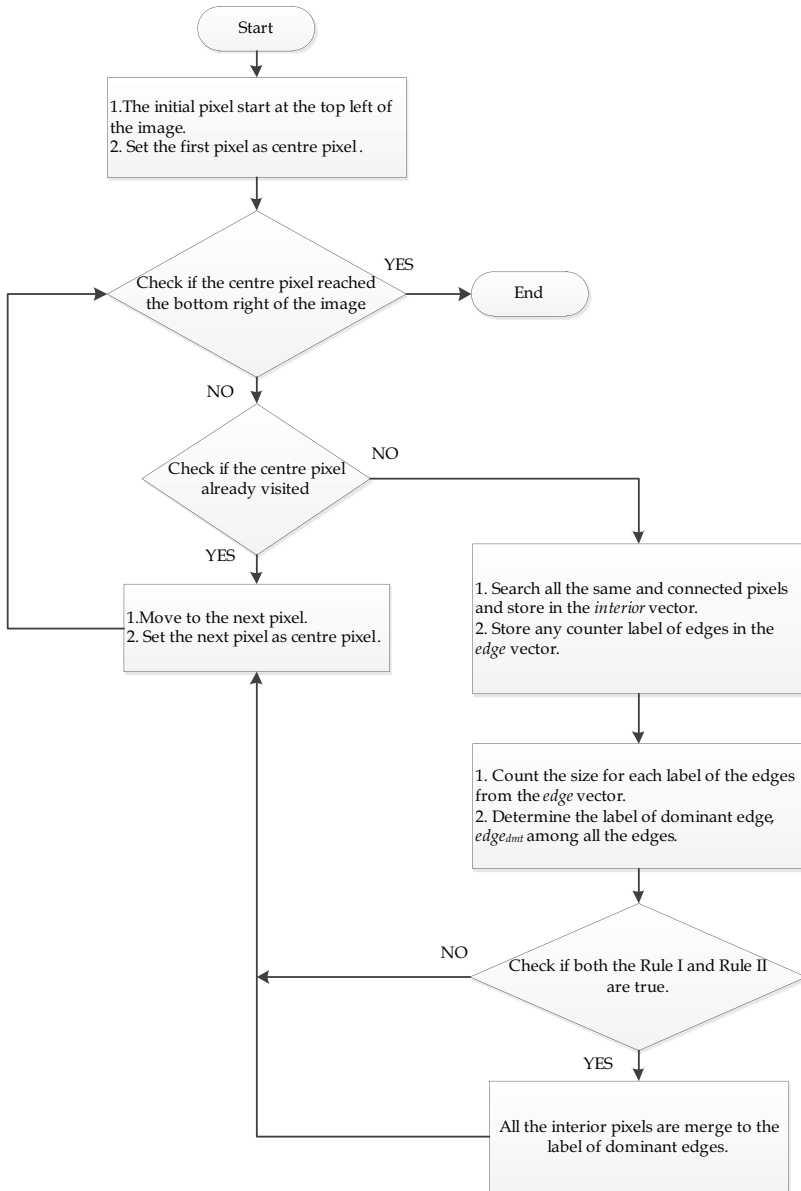 Start
1.The initial pixel start at the top left of
the image.
2. Set the first pixel as centre pixel.
Check if the centre pixel reached
the bottom right of the image
YES
End
NO
Check if the centre pixel
already visited
NO
YES
1.Move to the next pixel.
2. Set the next pixel as centre pixel.
1. Search all the same and connected pixels
and store in the interior vector.
2. Store any counter label of edges in the
edge vector.
1. Count the size for each label of the edges
from the edge vector.
2. Determine the label of dominant edge,
edgedmt among all the edges.
Check if both the Rule I and Rule II
are true.
NO
YES
All the interior pixels are merge to the
label of dominant edges.